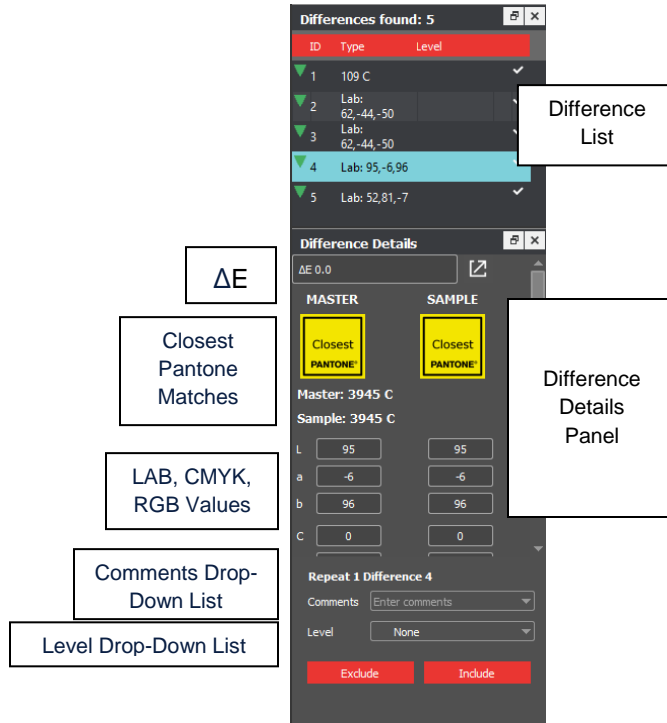 Differences found: 5
ID Type Level
1 109 C
2 Lab: 62,-44,-50
3 Lab: 62,-44,-50
4 Lab: 95,-6,96
5 Lab: 52,81,-7
Difference
List
Difference Details
ΔE
ΔE 0.0
MASTER SAMPLE
Closest
Pantone
Matches
Closest Closest
PANTONE® PANTONE®
Master: 3945 C
Sample: 3945 C
Difference
Details
Panel
LAB, CMYK,
RGB Values
L 95 95
a -6 -6
b 96 96
C 0 0
Comments Drop-
Down List
Repeat 1 Difference 4
Comments Enter comments
Level Drop-Down List
Level None
Exclude Include